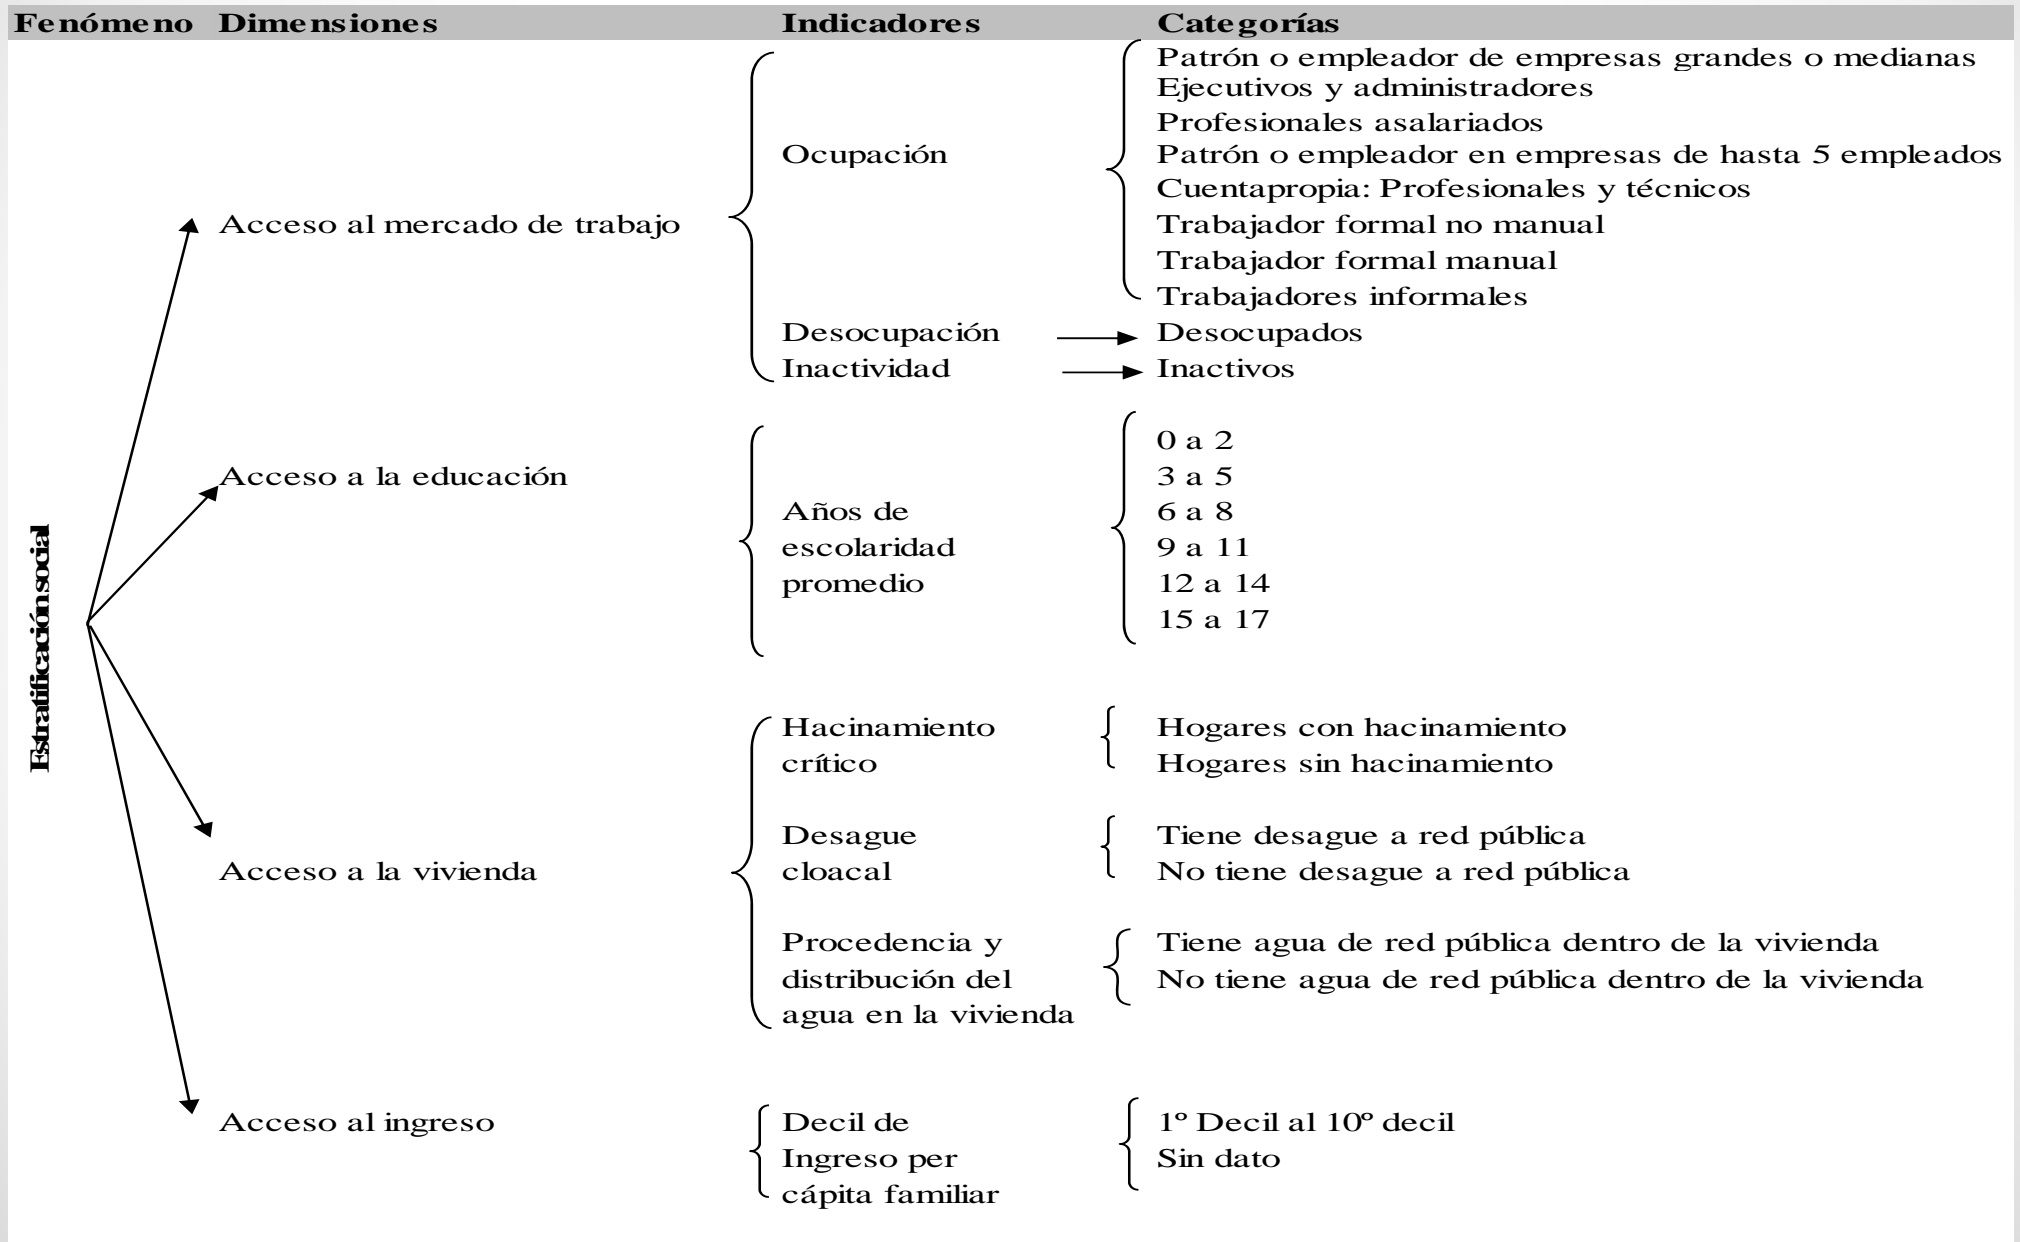 Fenómeno Dimensiones Indicadores Categorías
Estratificación social
Acceso al mercado de trabajo
Ocupación
Patrón o empleador de empresas grandes o medianas
Ejecutivos y administradores
Profesionales asalariados
Patrón o empleador en empresas de hasta 5 empleados
Cuentapropia: Profesionales y técnicos
Trabajador formal no manual
Trabajador formal manual
Trabajadores informales
Desocupación Desocupados
Inactividad Inactivos
Acceso a la educación
Años de
escolaridad
promedio
0 a 2
3 a 5
6 a 8
9 a 11
12 a 14
15 a 17
Acceso a la vivienda
Hacinamiento
crítico
Hogares con hacinamiento
Hogares sin hacinamiento
Desague
cloacal
Tiene desague a red pública
No tiene desague a red pública
Procedencia y
distribución del
agua en la vivienda
Tiene agua de red pública dentro de la vivienda
No tiene agua de red pública dentro de la vivienda
Acceso al ingreso
Decil de
Ingreso per
cápita familiar
1º Decil al 10º decil
Sin dato